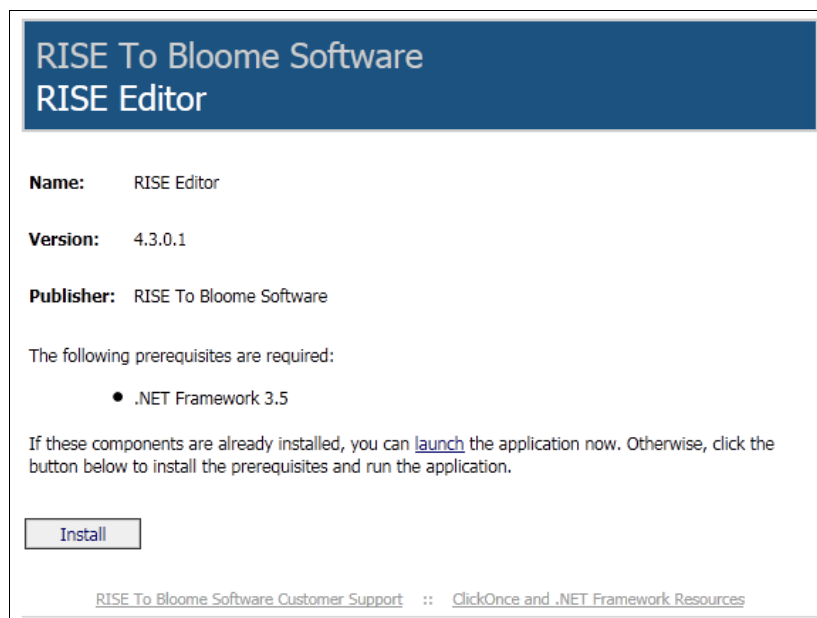 RISE To Bloome Software
RISE Editor
Name: RISE Editor
Version: 4.3.0.1
Publisher: RISE To Bloome Software
The following prerequisites are required:
• .NET Framework 3.5
If these components are already installed, you can launch the application now. Otherwise, click the
button below to install the prerequisites and run the application.
Install
RISE To Bloome Software Customer Support :: ClickOnce and .NET Framework Resources